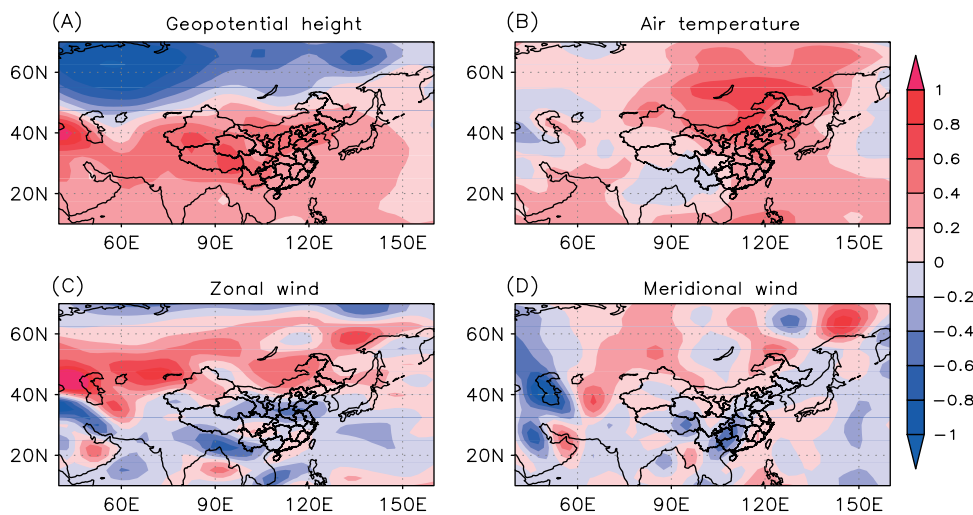 (A) Geopotential height
(B) Air temperature
60N
40N
20N
60E 90E 120E 150E
60N
40N
20N
60E 90E 120E 150E
(C) Zonal wind
(D) Meridional wind
60N
40N
20N
60E 90E 120E 150E
60N
40N
20N
60E 90E 120E 150E
1
0.8
0.6
0.4
0.2
0
−0.2
−0.4
−0.6
−0.8
−1